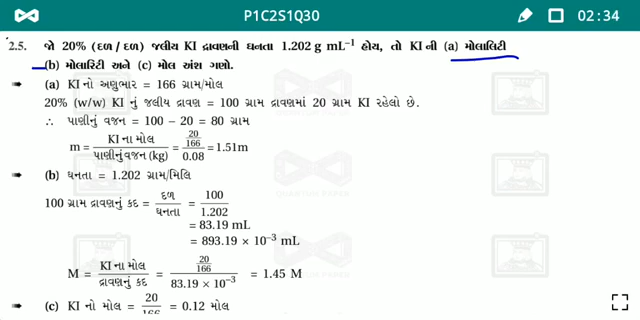 P1C2S1Q30
02:34
2.5. જો 20% (દળ / દળ) જલીય KI દ્રાવણની ઘનતા 1.202 g mL⁻¹ હોય, તો KI ની (a) મોલાલિટી
(b) મોલારિટી અને (c) મોલ અંશ ગણો.
(a) KI નો અણુભાર = 166 ગ્રામ/મોલ
20% (w/w) KI નું જલીય દ્રાવણ = 100 ગ્રામ દ્રાવણમાં 20 ગ્રામ KI રહેલો છે.
∴ પાણીનું વજન = 100 – 20 = 80 ગ્રામ
m = KI ના મોલ / પાણીનું વજન (kg) = (20/166) / 0.08 = 1.51m
(b) ઘનતા = 1.202 ગ્રામ/મિલિ
100 ગ્રામ દ્રાવણનું કદ = દળ / ઘનતા = 100 / 1.202
= 83.19 mL
= 893.19 × 10⁻³ mL
M = KI ના મોલ / દ્રાવણનું કદ = (20/166) / 83.19 × 10⁻³ = 1.45 M
(c) KI નો મોલ = 20/166 = 0.12 મોલ